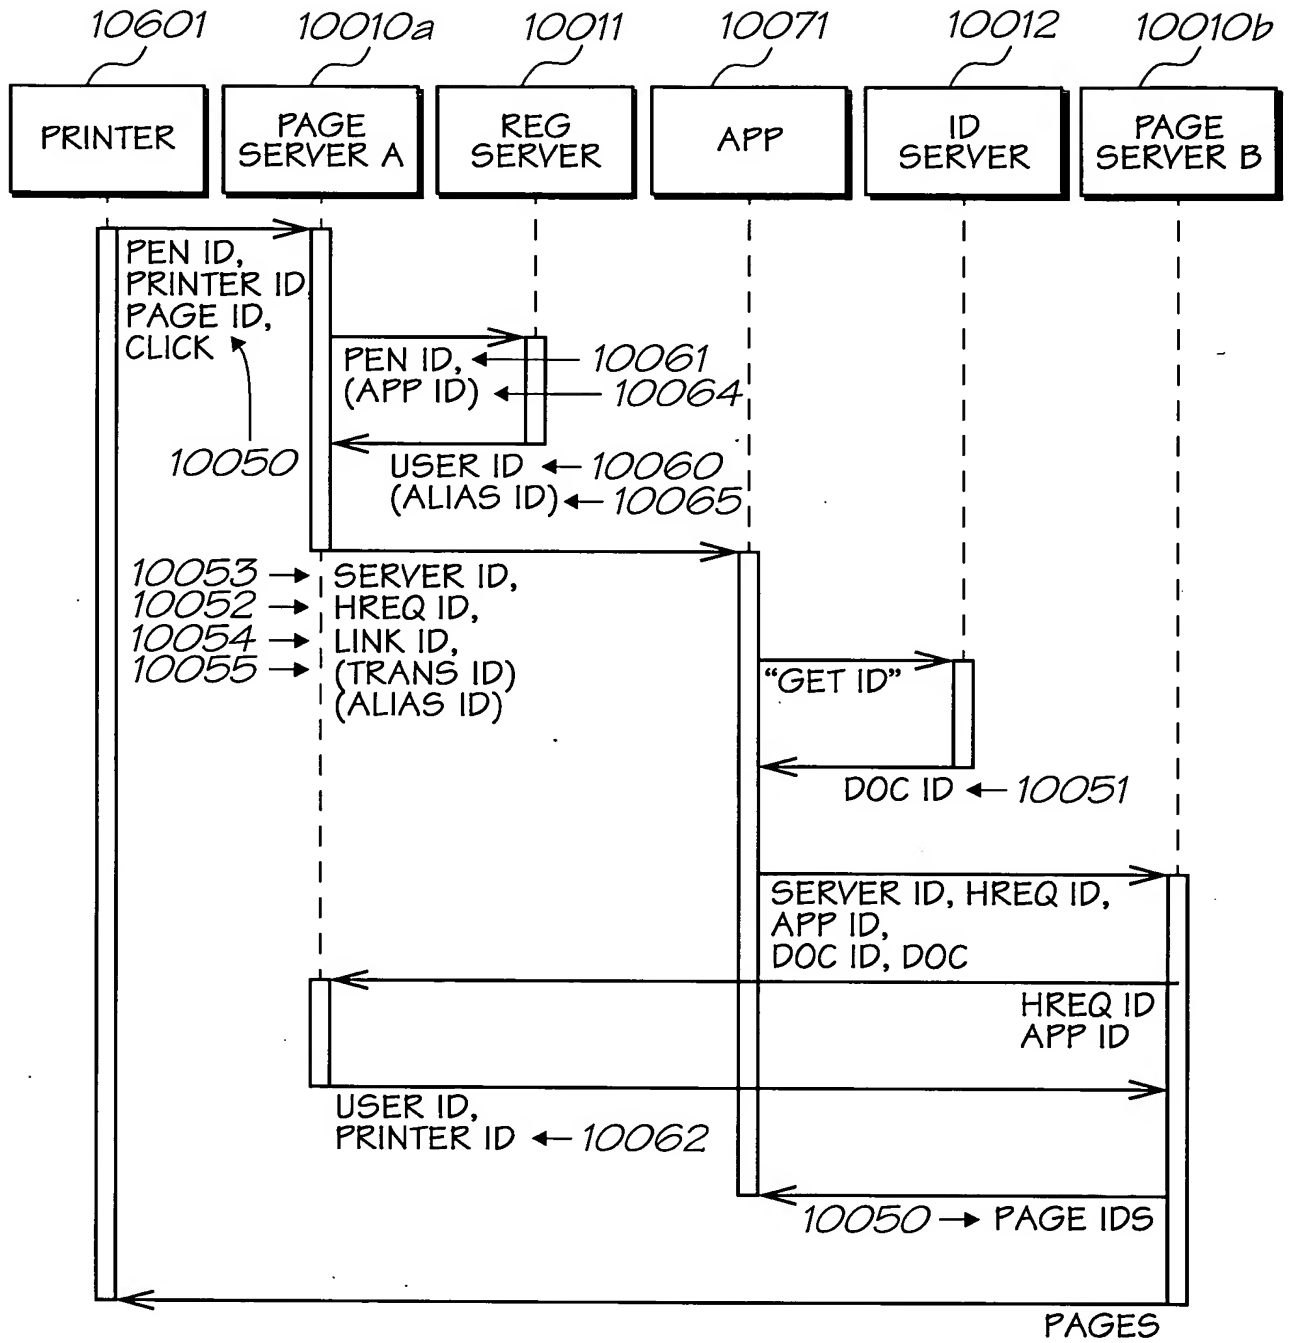 10601
10010a
10011
10071
10012
10010b
PRINTER
PAGE
SERVER A
REG
SERVER
APP
ID
SERVER
PAGE
SERVER B
PEN ID,
PRINTER ID
PAGE ID,
CLICK
10050
PEN ID,
(APP ID)
10061
10064
USER ID
(ALIAS ID)
10060
10065
10053
10052
10054
10055
SERVER ID,
HREQ ID,
LINK ID,
(TRANS ID)
(ALIAS ID)
“GET ID”
DOC ID
10051
SERVER ID, HREQ ID,
APP ID,
DOC ID, DOC
HREQ ID
APP ID
USER ID,
PRINTER ID
10062
10050
PAGE IDS
PAGES